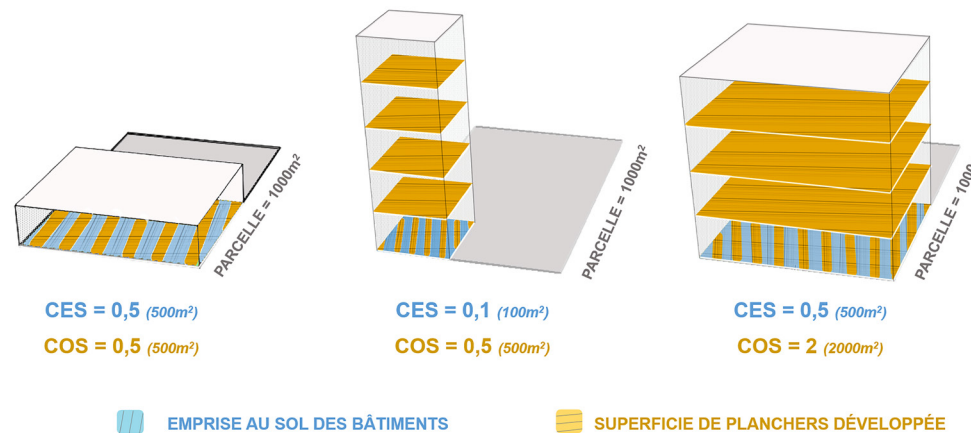 PARCELLE = 1000m²
PARCELLE = 1000m²
PARCELLE = 1000
CES = 0,5 (500m²)
COS = 0,5 (500m²)
CES = 0,1 (100m²)
COS = 0,5 (500m²)
CES = 0,5 (500m²)
COS = 2 (2000m²)
EMPRISE AU SOL DES BÂTIMENTS
SUPERFICIE DE PLANCHERS DÉVELOPPÉE